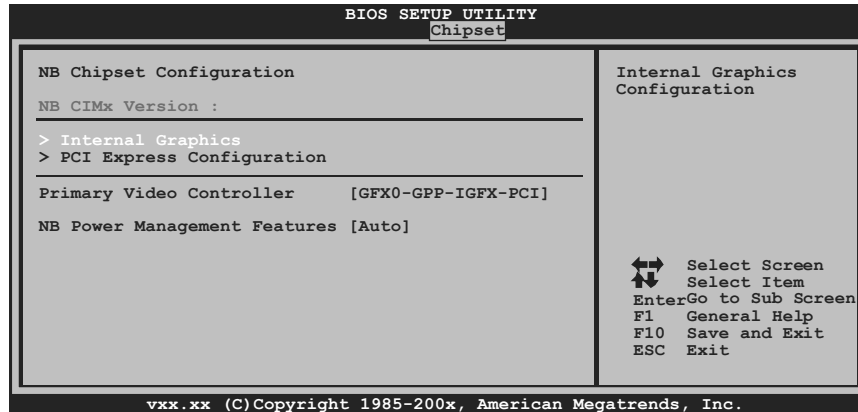 BIOS SETUP UTILITY
Chipset
NB Chipset Configuration
NB CIMx Version :
> Internal Graphics
> PCI Express Configuration
Primary Video Controller [GFX0-GPP-IGFX-PCI]
NB Power Management Features [Auto]
Internal Graphics
Configuration
Select Screen
Select Item
EnterGo to Sub Screen
F1 General Help
F10 Save and Exit
ESC Exit
vxx.xx (C)Copyright 1985-200x, American Megatrends, Inc.